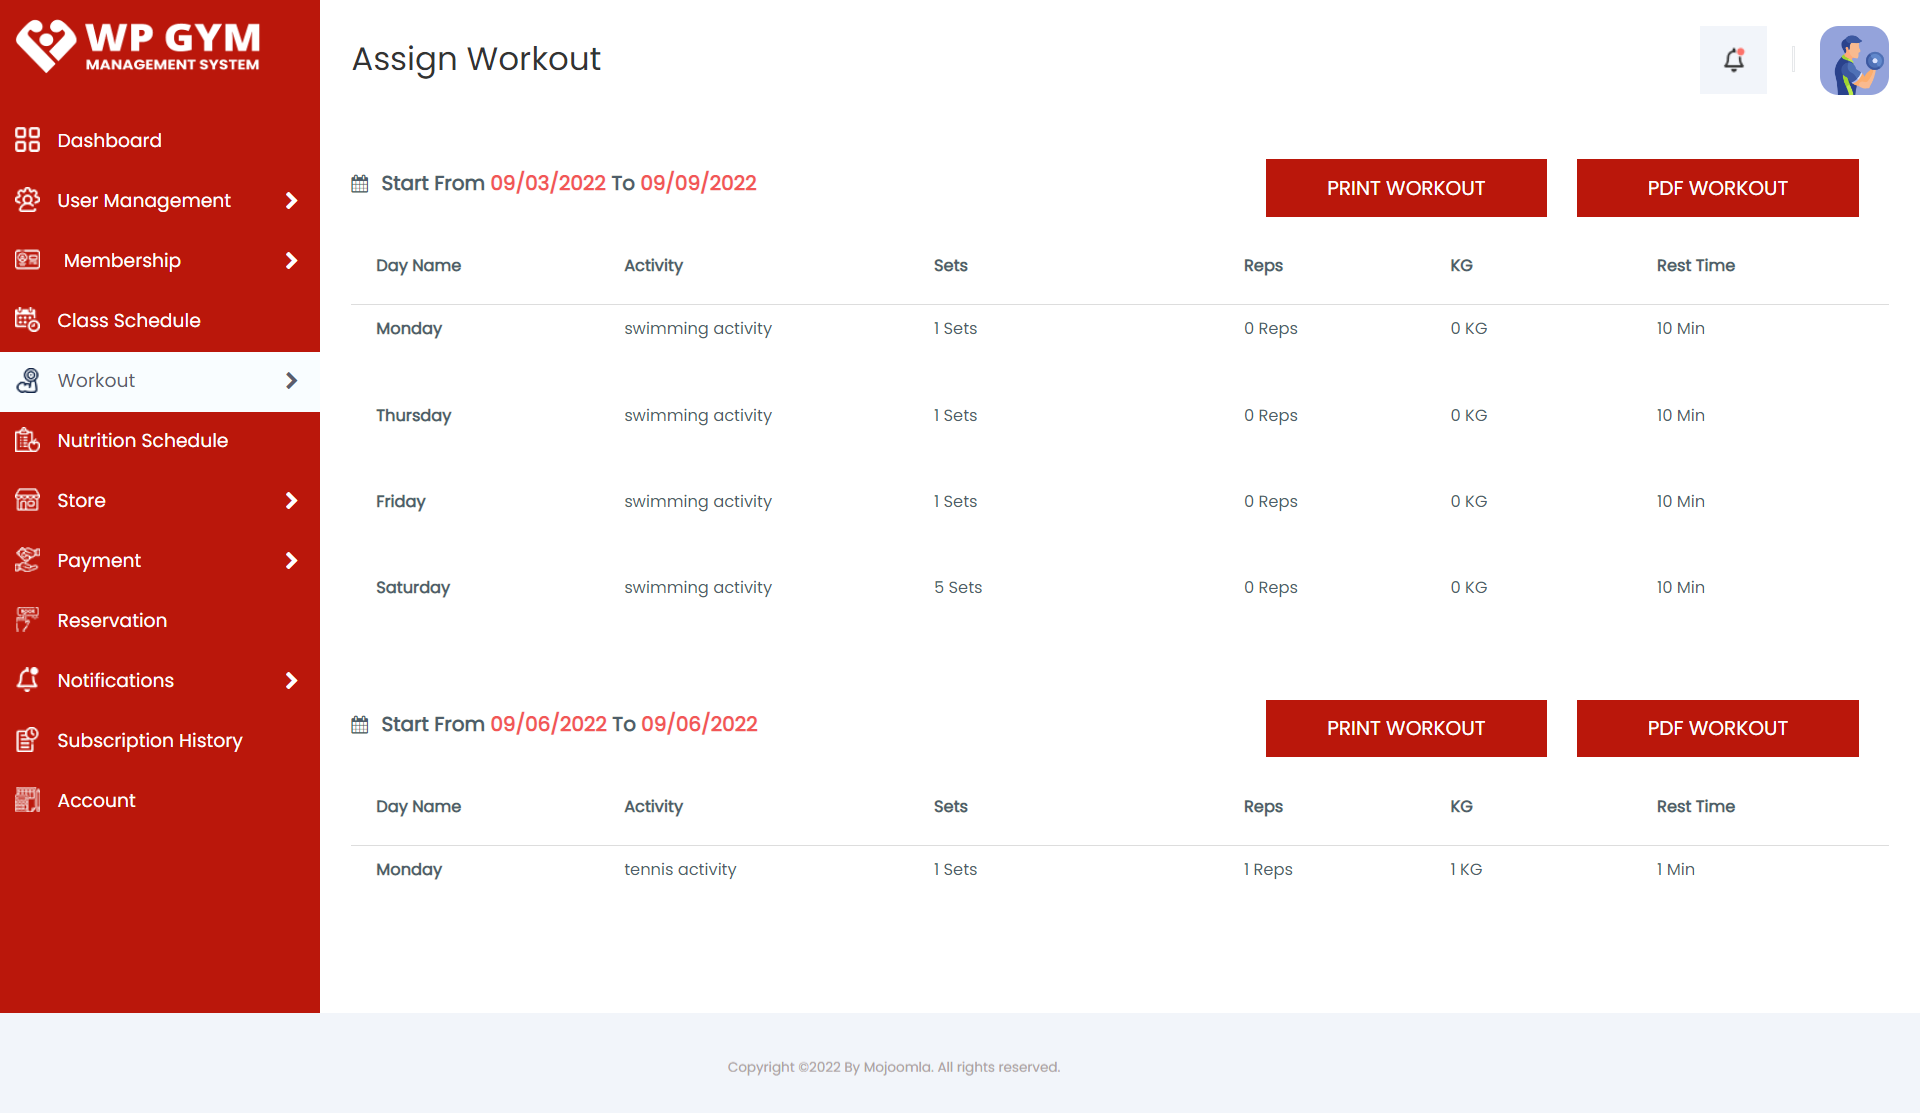 WP GYM
MANAGEMENT SYSTEM
Dashboard
User Management
Membership
Class Schedule
Workout
Nutrition Schedule
Store
Payment
Reservation
Notifications
Subscription History
Account
Assign Workout
Start From 09/03/2022 To 09/09/2022
PRINT WORKOUT
PDF WORKOUT
Day Name Activity Sets Reps KG Rest Time
Monday swimming activity 1 Sets 0 Reps 0 KG 10 Min
Thursday swimming activity 1 Sets 0 Reps 0 KG 10 Min
Friday swimming activity 1 Sets 0 Reps 0 KG 10 Min
Saturday swimming activity 5 Sets 0 Reps 0 KG 10 Min
Start From 09/06/2022 To 09/06/2022
PRINT WORKOUT
PDF WORKOUT
Day Name Activity Sets Reps KG Rest Time
Monday tennis activity 1 Sets 1 Reps 1 KG 1 Min
Copyright ©2022 By Mojoomla. All rights reserved.